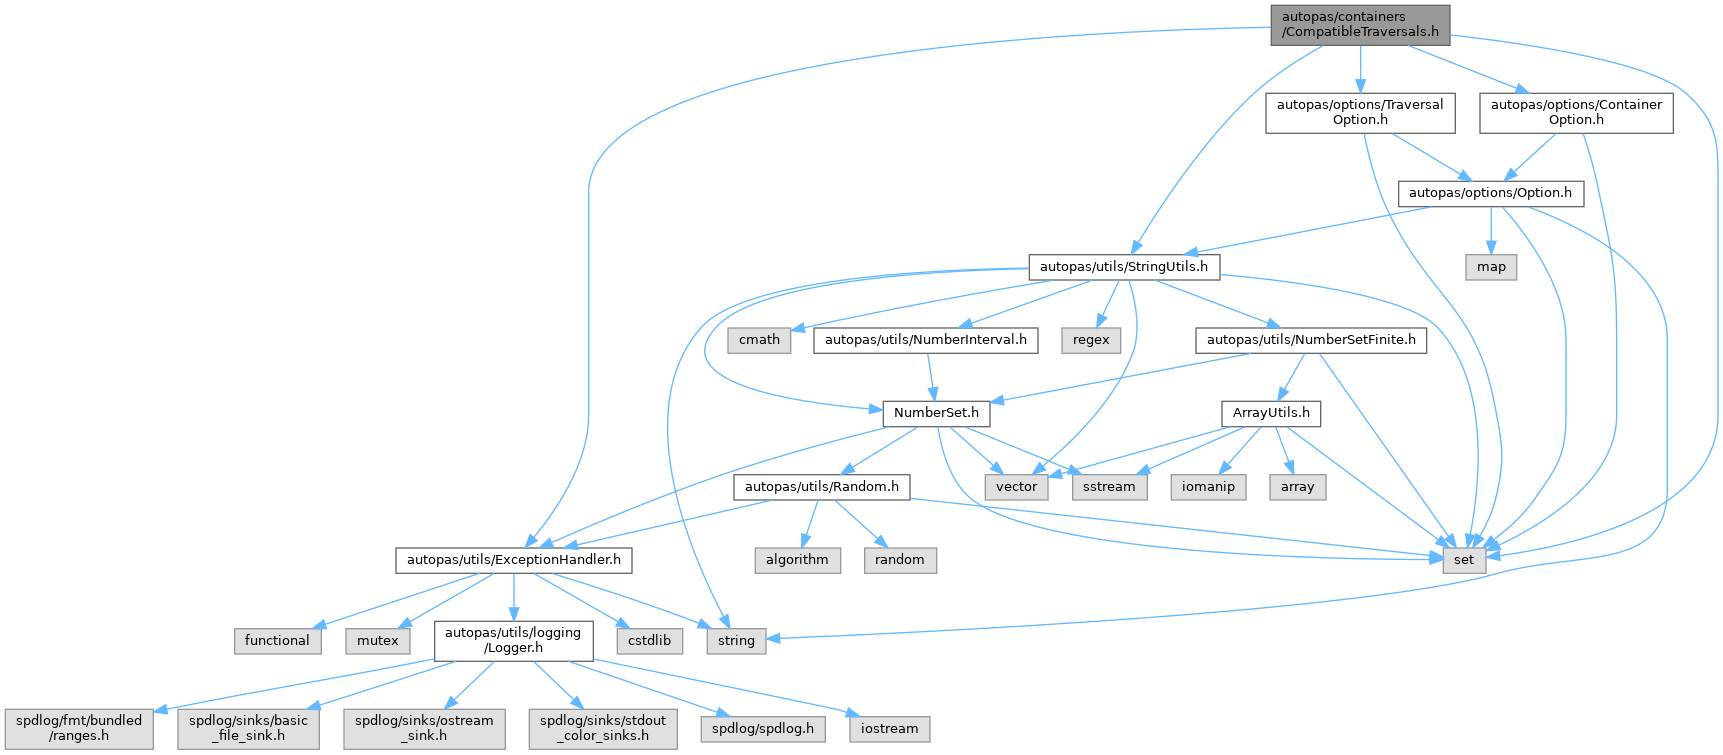 autopas/containers
/CompatibleTraversals.h
autopas/options/Traversal
Option.h
autopas/options/Container
Option.h
autopas/options/Option.h
autopas/utils/StringUtils.h
map
cmath
autopas/utils/NumberInterval.h
regex
autopas/utils/NumberSetFinite.h
NumberSet.h
ArrayUtils.h
autopas/utils/Random.h
vector
sstream
iomanip
array
autopas/utils/ExceptionHandler.h
algorithm
random
set
functional
mutex
autopas/utils/logging
/Logger.h
cstdlib
string
spdlog/fmt/bundled
/ranges.h
spdlog/sinks/basic
_file_sink.h
spdlog/sinks/ostream
_sink.h
spdlog/sinks/stdout
_color_sinks.h
spdlog/spdlog.h
iostream